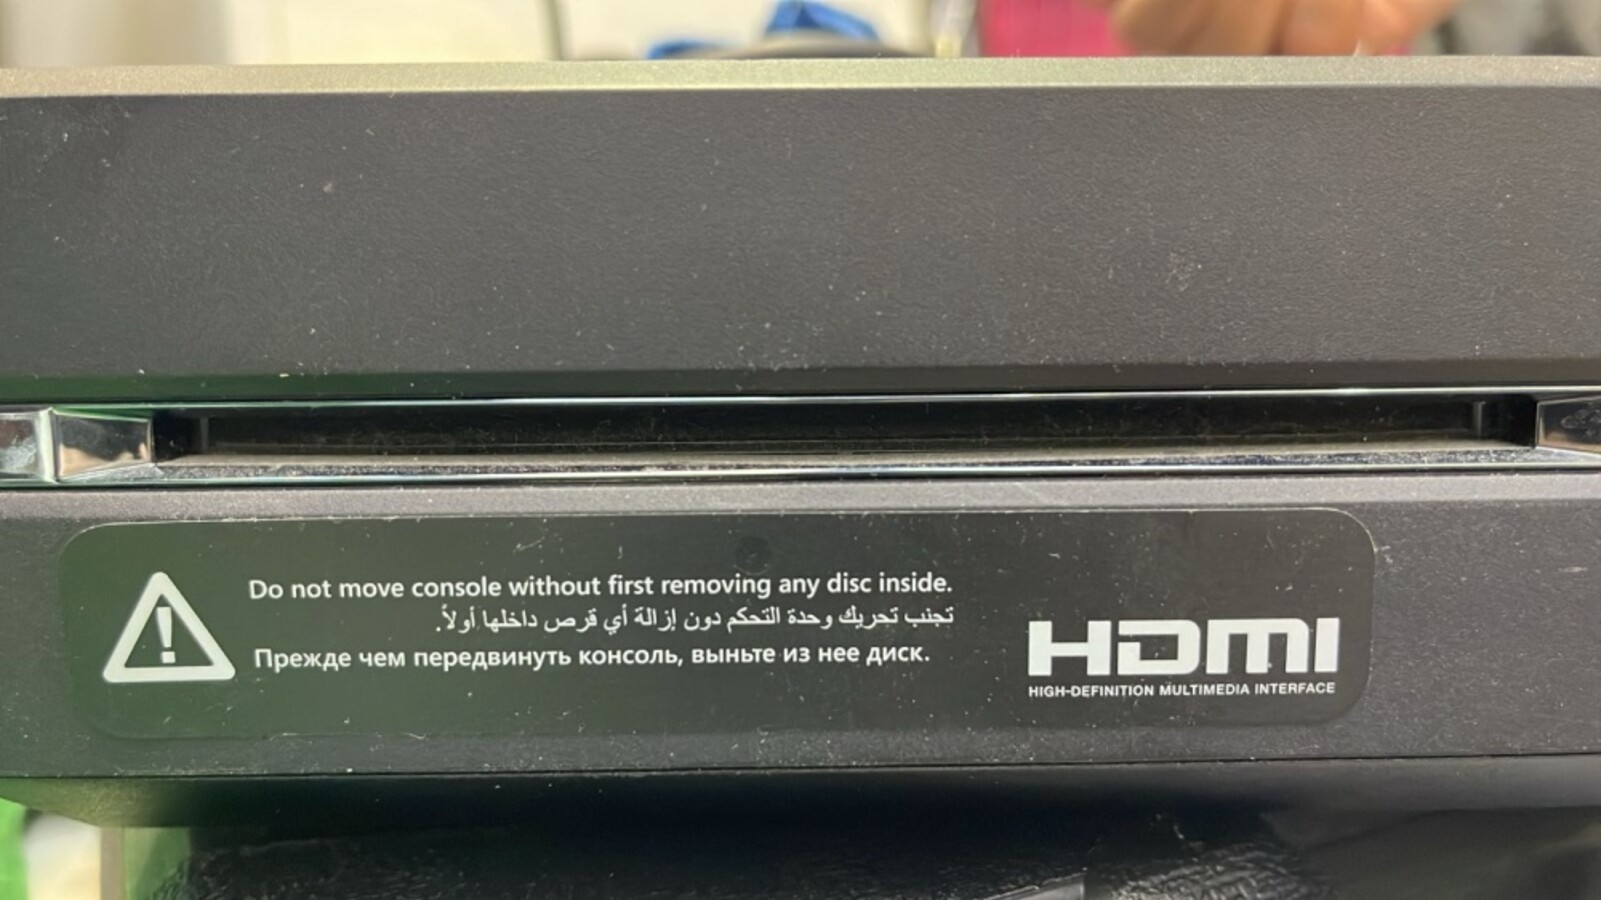 Do not move console without first removing any disc inside.
تجنب تحريك وحدة التحكم دون إزالة أي قرص داخلها أولاً.
Прежде чем передвинуть консоль, выньте из нее диск.
HDMI
HIGH-DEFINITION MULTIMEDIA INTERFACE